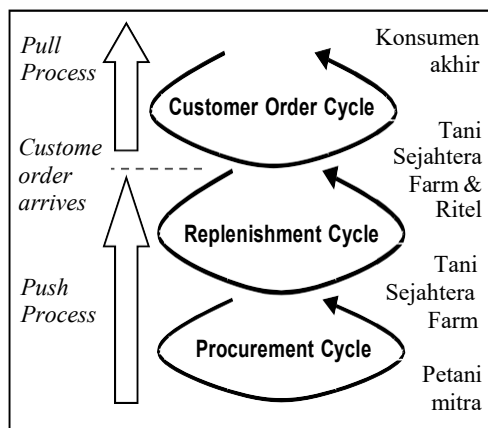 Pull
Process
Custome
order
arrives
Push
Process
Customer Order Cycle
Replenishment Cycle
Procurement Cycle
Konsumen
akhir
Tani
Sejahtera
Farm &
Ritel
Tani
Sejahtera
Farm
Petani
mitra